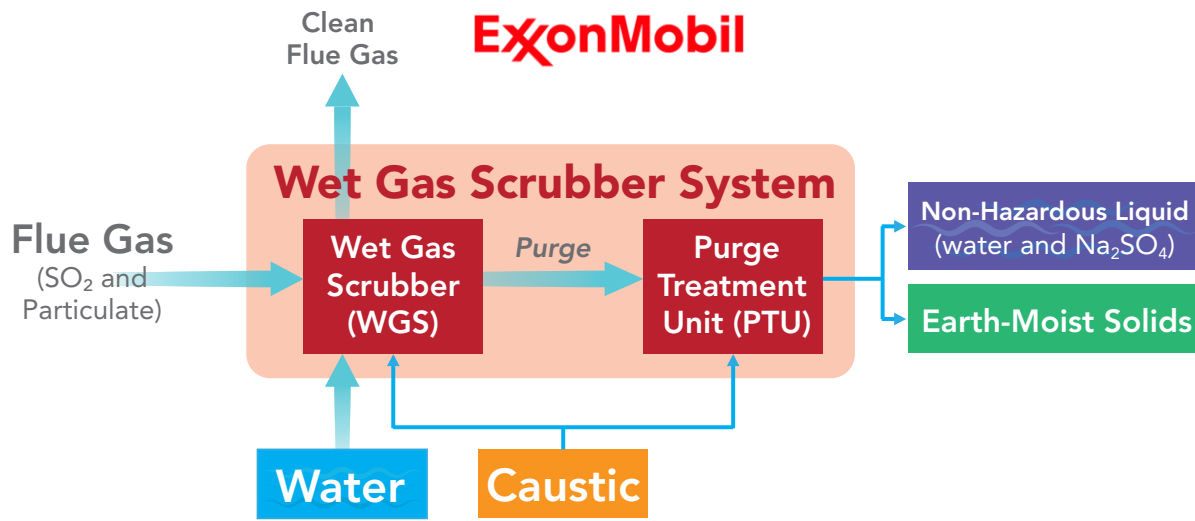 Clean
Flue Gas
ExxonMobil
Wet Gas Scrubber System
Flue Gas
(SO₂ and
Particulate)
Wet Gas
Scrubber
(WGS)
Purge
Purge
Treatment
Unit (PTU)
Non-Hazardous Liquid
(water and Na₂SO₄)
Earth-Moist Solids
Water
Caustic